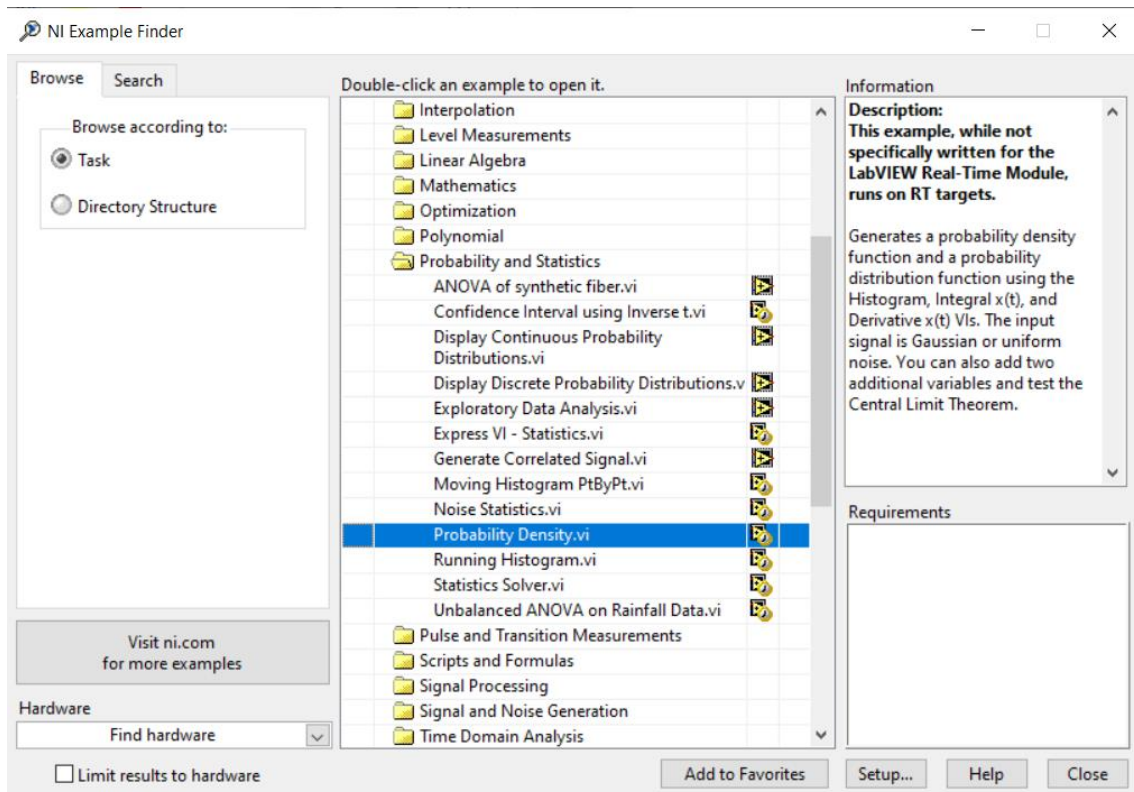 NI Example Finder
Browse
Search
Browse according to:
Task
Directory Structure
Visit ni.com
for more examples
Hardware
Find hardware
Limit results to hardware
Double-click an example to open it.
Interpolation
Level Measurements
Linear Algebra
Mathematics
Optimization
Polynomial
Probability and Statistics
ANOVA of synthetic fiber.vi
Confidence Interval using Inverse t.vi
Display Continuous Probability
Distributions.vi
Display Discrete Probability Distributions.v
Exploratory Data Analysis.vi
Express VI - Statistics.vi
Generate Correlated Signal.vi
Moving Histogram PtByPt.vi
Noise Statistics.vi
Probability Density.vi
Running Histogram.vi
Statistics Solver.vi
Unbalanced ANOVA on Rainfall Data.vi
Pulse and Transition Measurements
Scripts and Formulas
Signal Processing
Signal and Noise Generation
Time Domain Analysis
Information
Description:
This example, while not
specifically written for the
LabVIEW Real-Time Module,
runs on RT targets.
Generates a probability density
function and a probability
distribution function using the
Histogram, Integral x(t), and
Derivative x(t) VIs. The input
signal is Gaussian or uniform
noise. You can also add two
additional variables and test the
Central Limit Theorem.
Requirements
Add to Favorites
Setup...
Help
Close